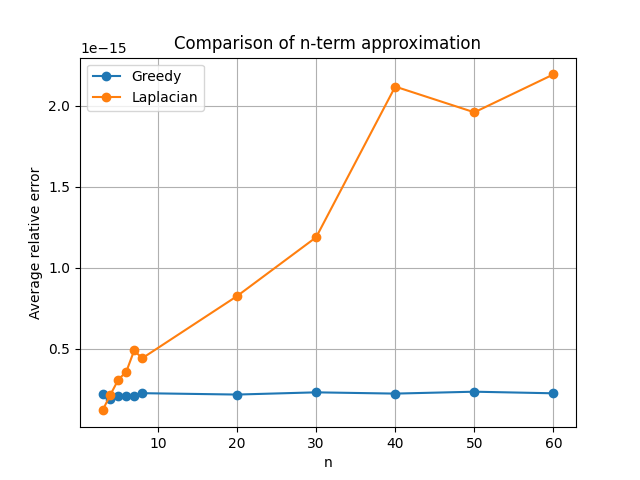 Comparison of n-term approximation
1e−15
Greedy
Laplacian
2.0
1.5
1.0
0.5
Average relative error
10 20 30 40 50 60
n